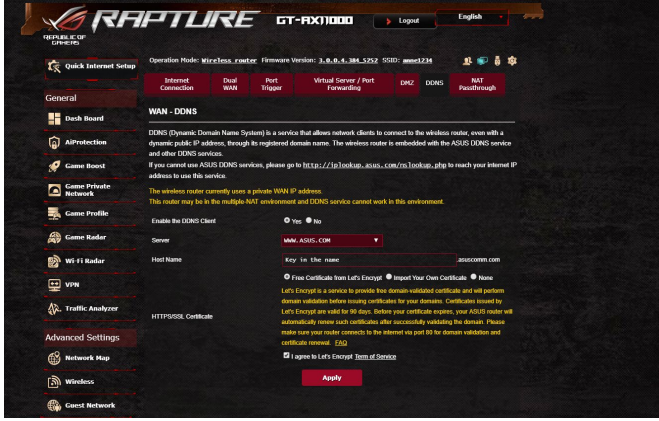 RAPTURE GT-AX11000 Logout English
REPUBLIC OF
GAMERS
Quick Internet Setup
Operation Mode: Wireless router Firmware Version: 3.0.0.4.384_5252 SSID:
Internet
Connection
Dual
WAN
Port
Trigger
Virtual Server / Port
Forwarding
DMZ
DDNS
NAT
Passthrough
General
Dash Board
AiProtection
Game Boost
Game Private
Network
Game Profile
Game Radar
Wi-Fi Radar
VPN
Traffic Analyzer
Advanced Settings
Network Map
Wireless
Guest Network
WAN - DDNS
DDNS (Dynamic Domain Name System) is a service that allows network clients to connect to the wireless router, even with a
dynamic public IP address, through its registered domain name. The wireless router is embedded with the ASUS DDNS service
and other DDNS services.
If you cannot use ASUS DDNS services, please go to http://iplookup.asus.com/nslookup.php to reach your internet IP
address to use this service.
The wireless router currently uses a private WAN IP address.
This router may be in the multiple-NAT environment and DDNS service cannot work in this environment.
Enable the DDNS Client Yes No
Server WWW.ASUS.COM
Host Name Key in the name .asuscomm.com
HTTPS/SSL Certificate
Free Certificate from Let's Encrypt Import Your Own Certificate None
Let's Encrypt is a service to provide free domain-validated certificate and will perform
domain validation before issuing certificates for your domains. Certificates issued by
Let's Encrypt are valid for 90 days. Before your certificate expires, your ASUS router will
automatically renew such certificates after successfully validating the domain. Please
make sure your router connects to the internet via port 80 for domain validation and
certificate renewal. FAQ
I agree to Let's Encrypt Term of Service
Apply